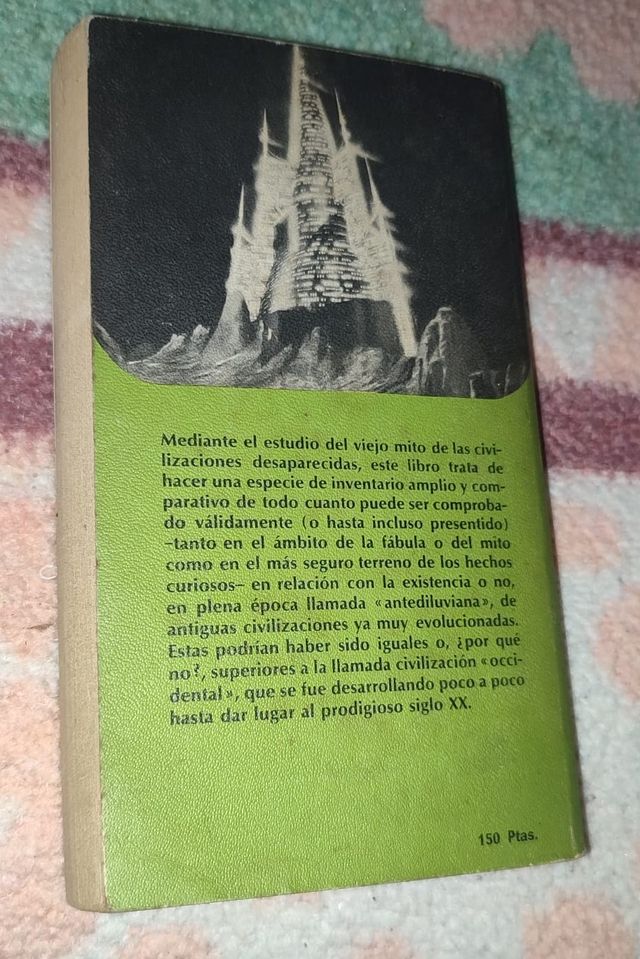 Mediante el estudio del viejo mito de las civi-
lizaciones desaparecidas, este libro trata de
hacer una especie de inventario amplio y com-
parativo de todo cuanto puede ser comproba-
do válidamente (o hasta incluso presentido)
–tanto en el ámbito de la fábula o del mito
como en el más seguro terreno de los hechos
curiosos– en relación con la existencia o no,
en plena época llamada «antediluviana», de
antiguas civilizaciones ya muy evolucionadas.
Estas podrían haber sido iguales o, ¿por qué
no?, superiores a la llamada civilización «occi-
dental», que se fue desarrollando poco a poco
hasta dar lugar al prodigioso siglo XX.
150 Ptas.